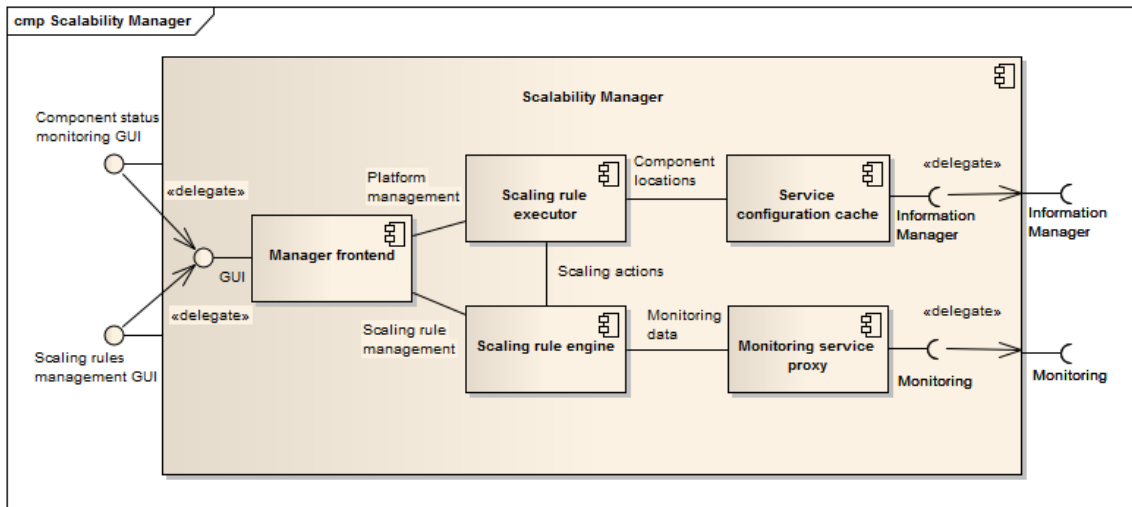 cmp Scalability Manager
Scalability Manager
Component status
monitoring GUI
«delegate»
GUI
«delegate»
Scaling rules
management GUI
Manager frontend
Platform
management
Scaling rule
management
Scaling rule
executor
Scaling actions
Scaling rule engine
Component
locations
Monitoring
data
Service
configuration cache
Monitoring service
proxy
Information
Manager
«delegate»
Information
Manager
Monitoring
«delegate»
Monitoring